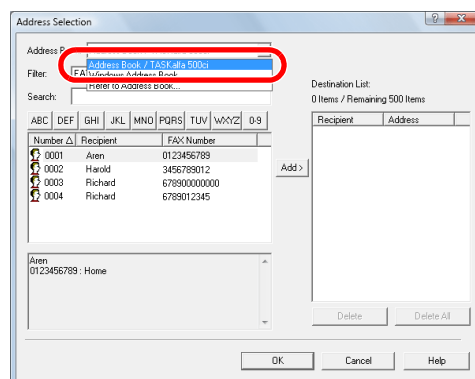 Address Selection
Address
Address Book / TASKalfa 500ci
Filter: Windows Address Book
Refer to Address Book...
Search:
ABC DEF GHI JKL MNO PQRS TUV WXYZ 0-9
Number Recipient FAX Number
0001 Aren 0123456789
0002 Harold 3456789012
0003 Richard 678900000000
0004 Richard 6789012345
Aren
0123456789 : Home
Add >
Destination List:
0 Items / Remaining 500 Items
Recipient Address
Delete Delete All
OK Cancel Help